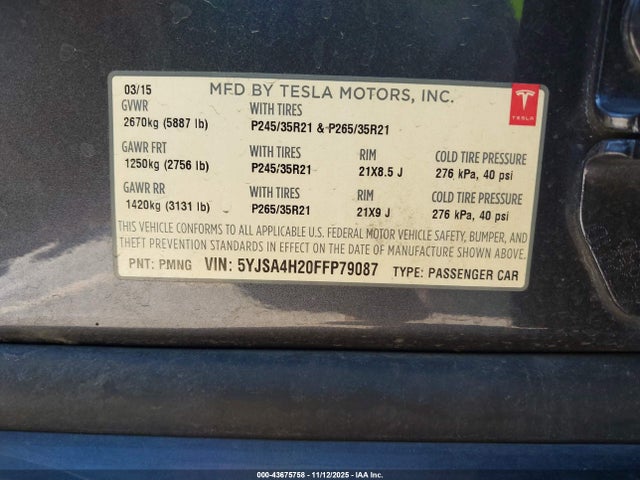 03/15 MFD BY TESLA MOTORS, INC.
TESLA
GVWR WITH TIRES
2670kg (5887 lb) P245/35R21 & P265/35R21
GAWR FRT WITH TIRES RIM COLD TIRE PRESSURE
1250kg (2756 lb) P245/35R21 21X8.5 J 276 kPa, 40 psi
GAWR RR WITH TIRES RIM COLD TIRE PRESSURE
1420kg (3131 lb) P265/35R21 21X9 J 276 kPa, 40 psi
THIS VEHICLE CONFORMS TO ALL APPLICABLE U.S. FEDERAL MOTOR VEHICLE SAFETY, BUMPER, AND
THEFT PREVENTION STANDARDS IN EFFECT ON THE DATE OF MANUFACTURE SHOWN ABOVE.
PNT: PMNG VIN: 5YJSA4H20FFP79087 TYPE: PASSENGER CAR
000-43675758 - 11/12/2025 - IAA Inc.